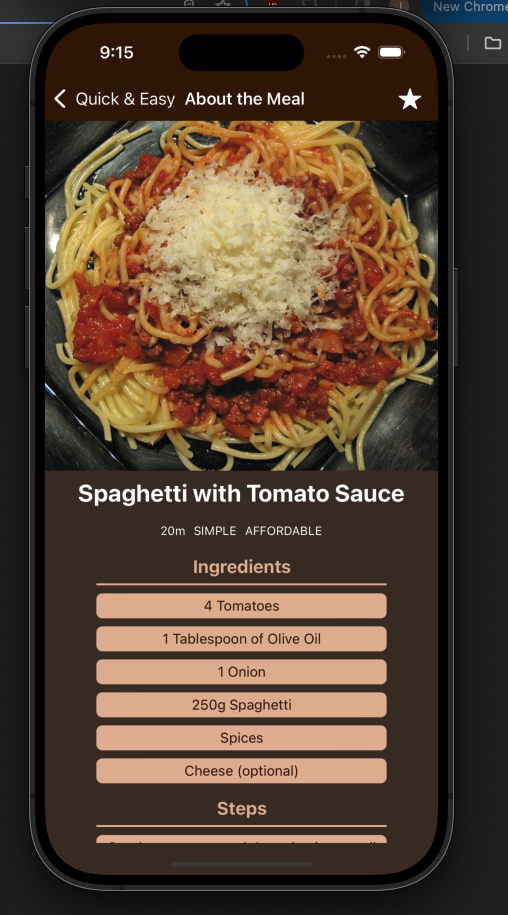 New Chrome
9:15
Quick & Easy About the Meal
Spaghetti with Tomato Sauce
20m SIMPLE AFFORDABLE
Ingredients
4 Tomatoes
1 Tablespoon of Olive Oil
1 Onion
250g Spaghetti
Spices
Cheese (optional)
Steps